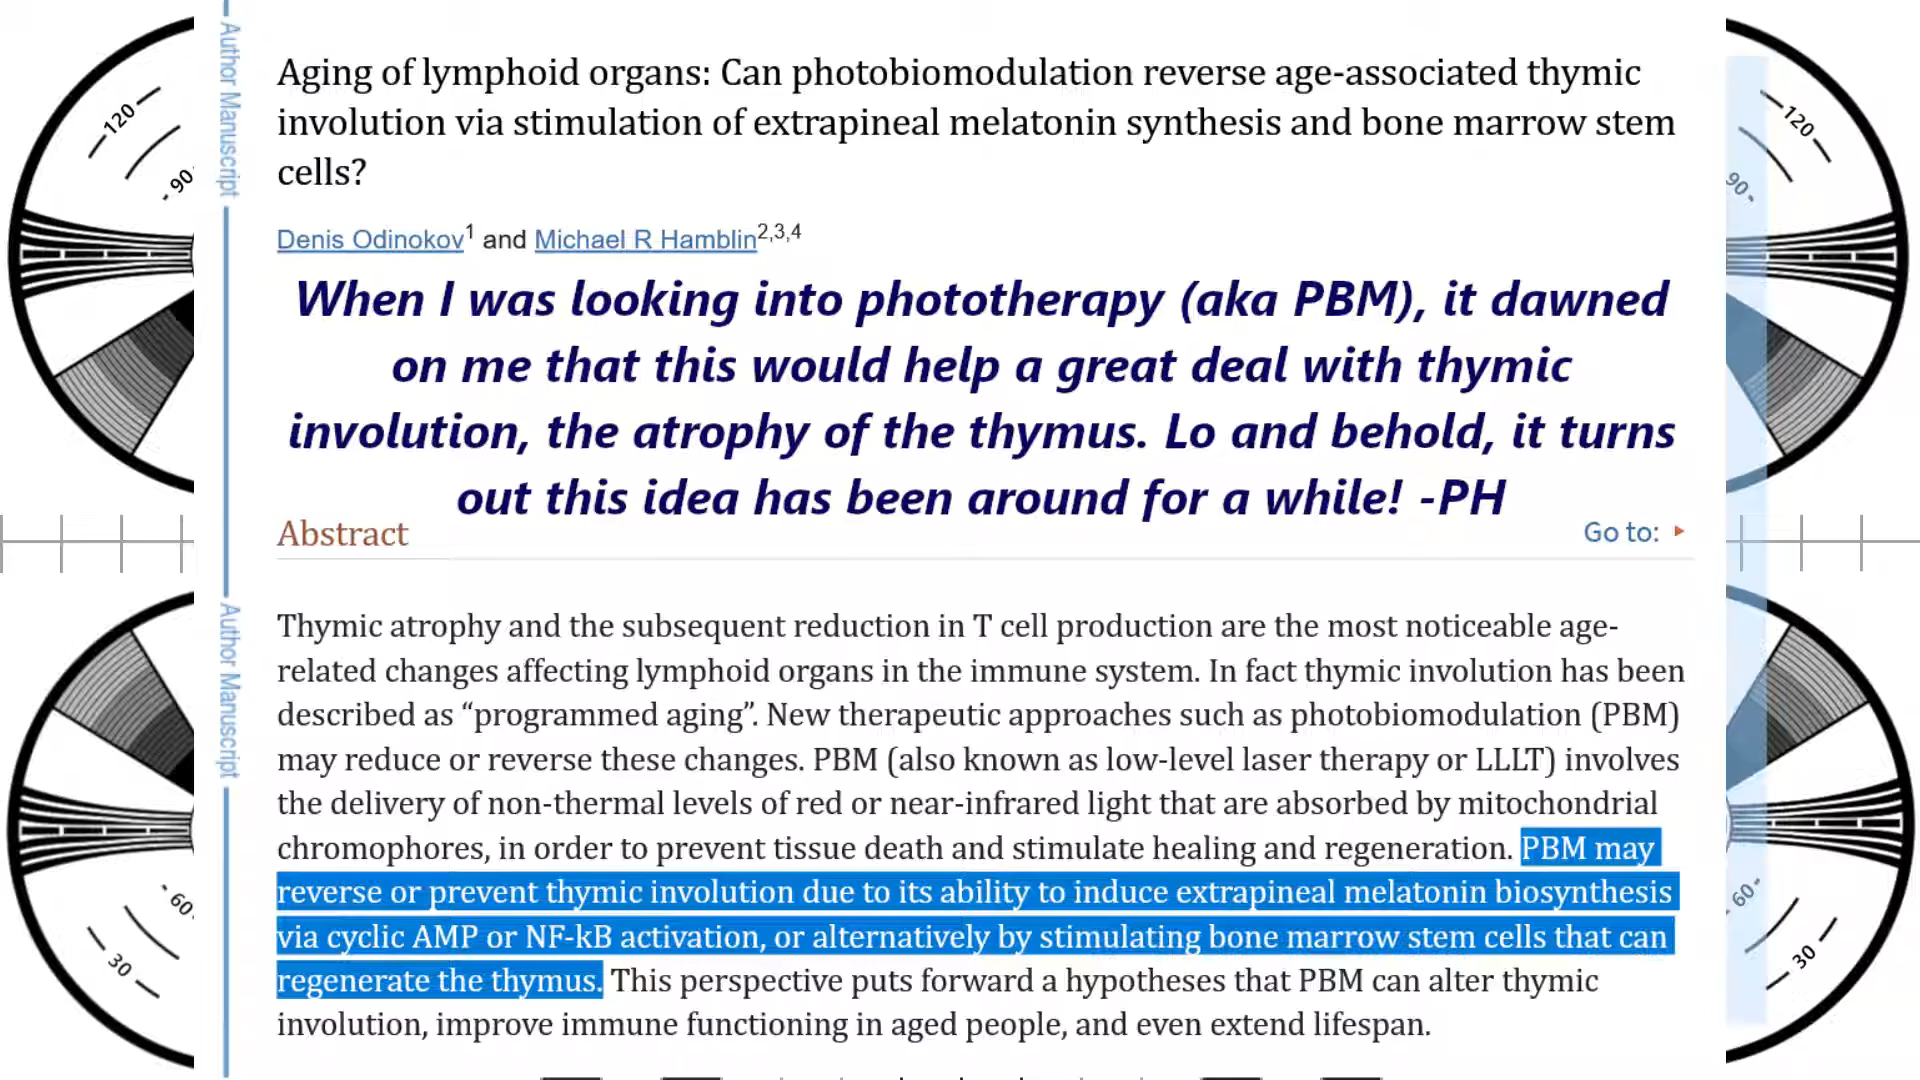 Author Manuscript
Author Manuscript
Aging of lymphoid organs: Can photobiomodulation reverse age-associated thymic
involution via stimulation of extrapineal melatonin synthesis and bone marrow stem
cells?
Denis Odinokov1 and Michael R Hamblin2,3,4
When I was looking into phototherapy (aka PBM), it dawned
on me that this would help a great deal with thymic
involution, the atrophy of the thymus. Lo and behold, it turns
out this idea has been around for a while! -PH
Abstract
Go to:
Thymic atrophy and the subsequent reduction in T cell production are the most noticeable age-
related changes affecting lymphoid organs in the immune system. In fact thymic involution has been
described as “programmed aging”. New therapeutic approaches such as photobiomodulation (PBM)
may reduce or reverse these changes. PBM (also known as low-level laser therapy or LLLT) involves
the delivery of non-thermal levels of red or near-infrared light that are absorbed by mitochondrial
chromophores, in order to prevent tissue death and stimulate healing and regeneration. PBM may
reverse or prevent thymic involution due to its ability to induce extrapineal melatonin biosynthesis
via cyclic AMP or NF-kB activation, or alternatively by stimulating bone marrow stem cells that can
regenerate the thymus. This perspective puts forward a hypotheses that PBM can alter thymic
involution, improve immune functioning in aged people, and even extend lifespan.
120
90
120
90
60
30
60
30